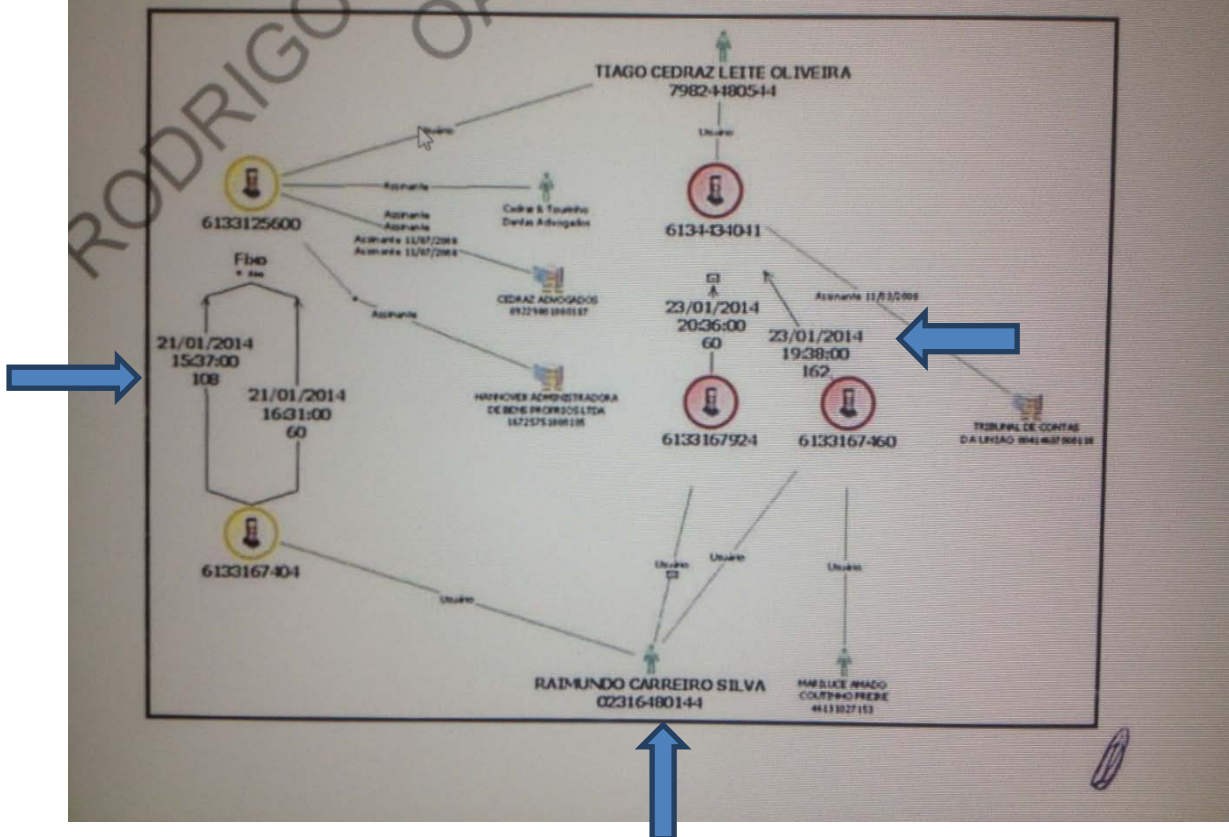 RODRIGO
TIAGO CEDRAZ LEITE OLIVEIRA
79824480544
Usuário
Usuário
6133125600
Assinante
Cedraz & Tourinho
Dantas Advogados
6134434041
Assinante
Assinante
Assinante 11/07/2008
Assinante 11/07/2008
Fixo
CEDRAZ ADVOGADOS
Assinante
Assinante 11/03/2008
21/01/2014
15:37:00
108
21/01/2014
16:31:00
60
23/01/2014
20:36:00
60
23/01/2014
19:38:00
162
HANNOVER ADMINISTRADORA
DE BENS PROPRIOS LTDA
6133167924
6133167460
TRIBUNAL DE CONTAS
DA UNIÃO
6133167404
Usuário
Usuário
Usuário
Usuário
RAIMUNDO CARREIRO SILVA
02316480144
MARILUCE AMADO
COUTINHO FREIRE